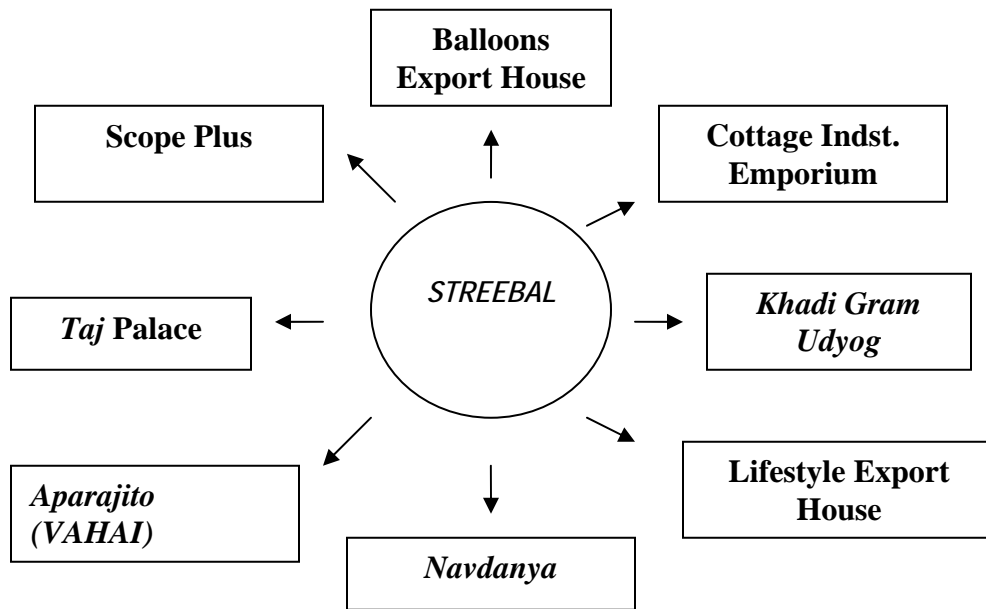 Balloons
Export House
Scope Plus
Cottage Indst.
Emporium
STREEBAL
Taj Palace
Khadi Gram
Udyog
Aparajito
(VAHAI)
Lifestyle Export
House
Navdanya